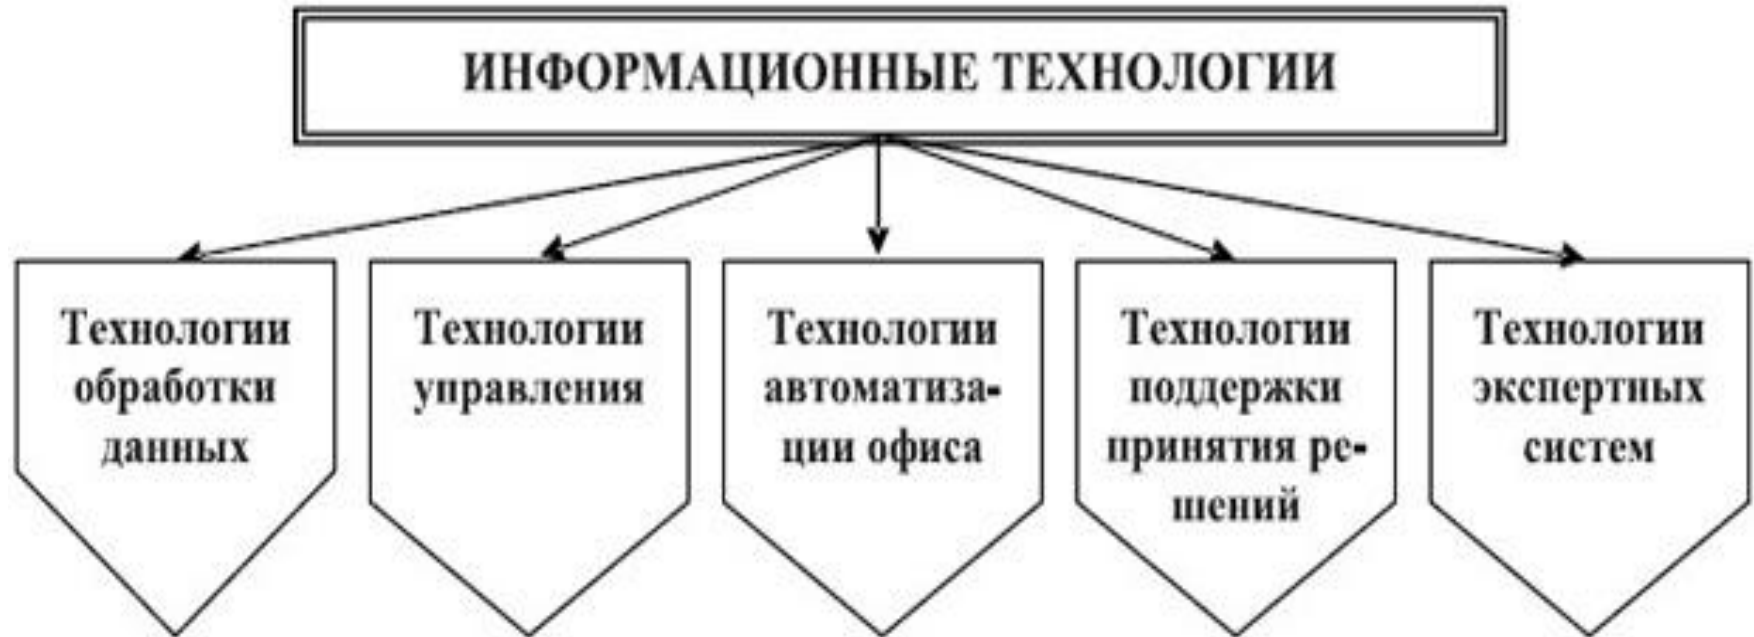 ИНФОРМАЦИОННЫЕ ТЕХНОЛОГИИ
Технологии
обработки
данных
Технологии
управления
Технологии
автоматиза-
ции офиса
Технологии
поддержки
принятия ре-
шений
Технологии
экспертных
систем